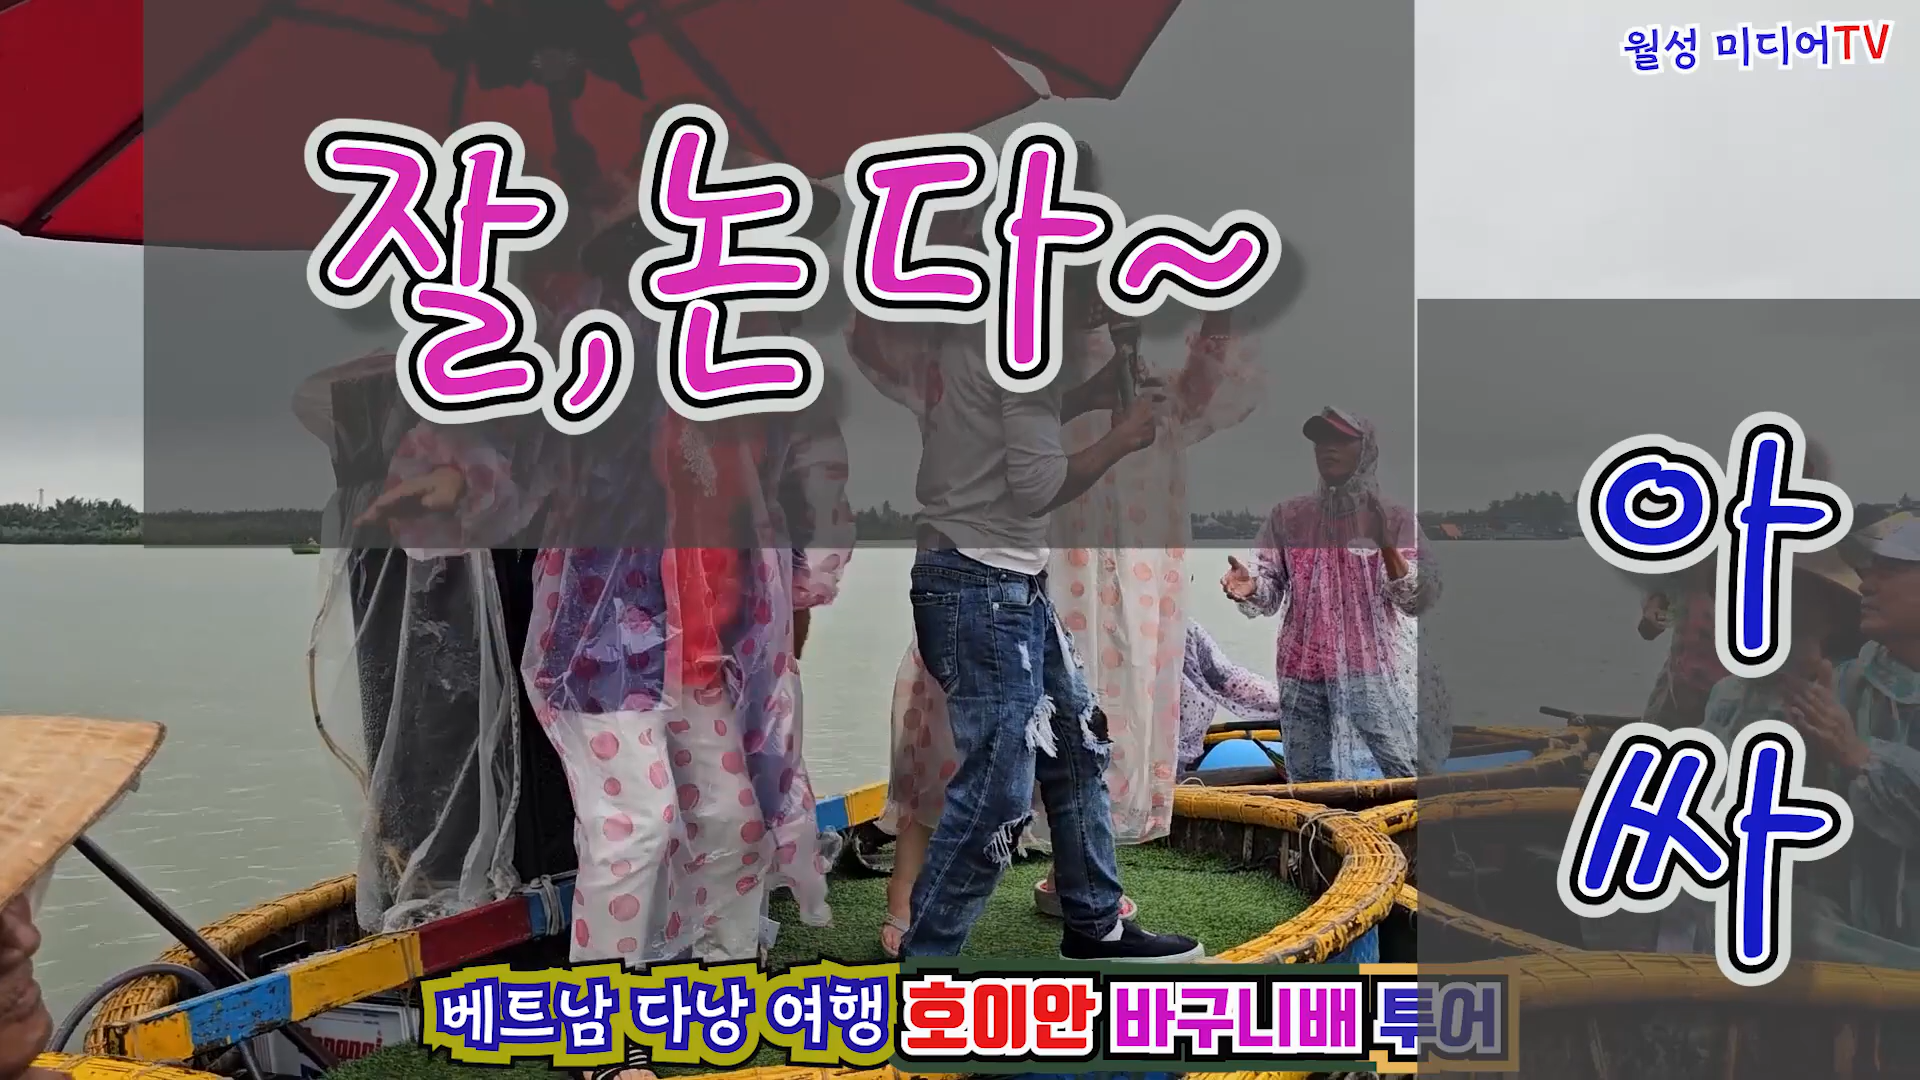 월성 미디어TV
잘,논다~
아
싸
베트남 다낭 여행 호이안 바구니배 투어